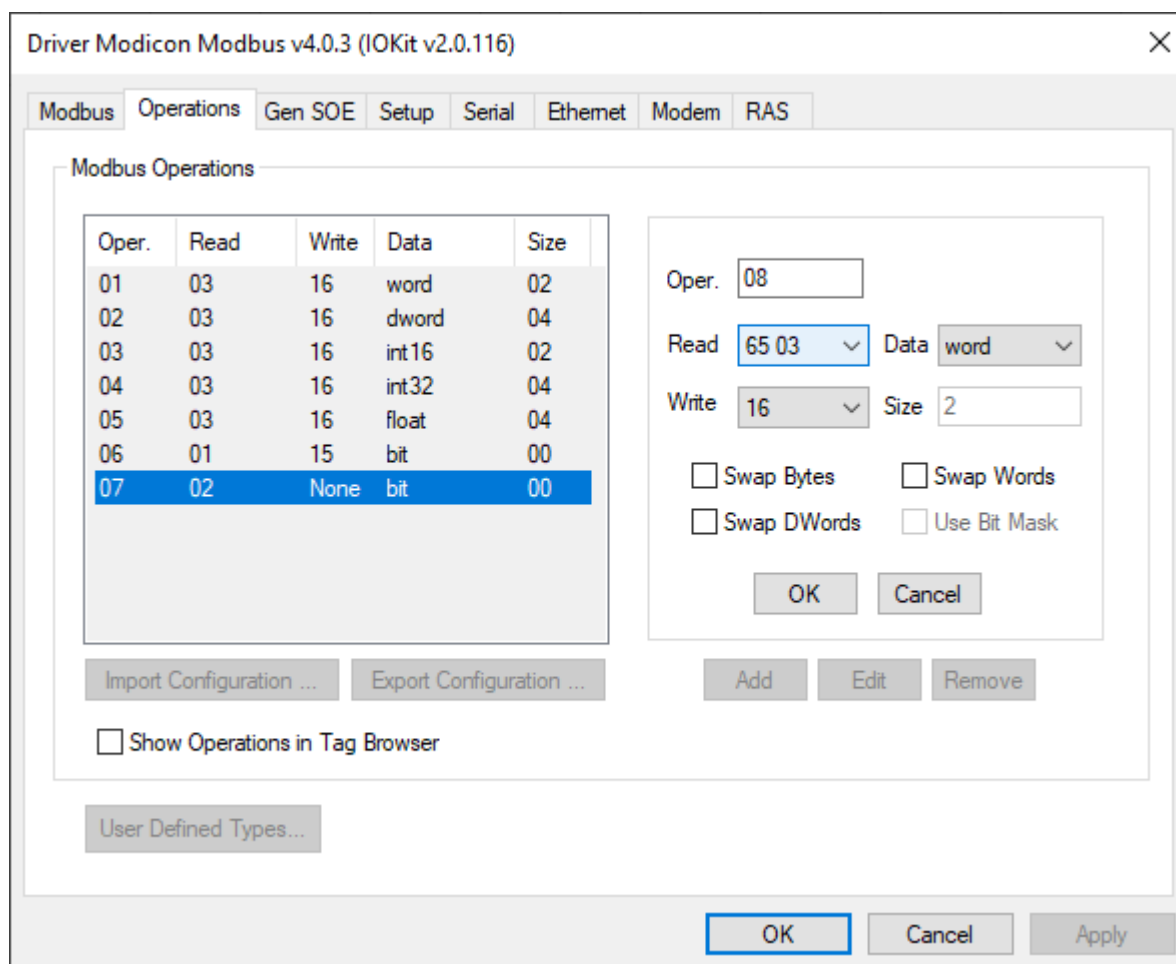 Driver Modicon Modbus v4.0.3 (IOKit v2.0.116)
Modbus Operations Gen SOE Setup Serial Ethernet Modem RAS
Modbus Operations
Oper. Read Write Data Size
01 03 16 word 02
02 03 16 dword 04
03 03 16 int16 02
04 03 16 int32 04
05 03 16 float 04
06 01 15 bit 00
07 02 None bit 00
Oper. 08
Read 65 03 Data word
Write 16 Size 2
Swap Bytes Swap Words
Swap DWords Use Bit Mask
OK Cancel
Import Configuration ... Export Configuration ... Add Edit Remove
Show Operations in Tag Browser
User Defined Types...
OK Cancel Apply